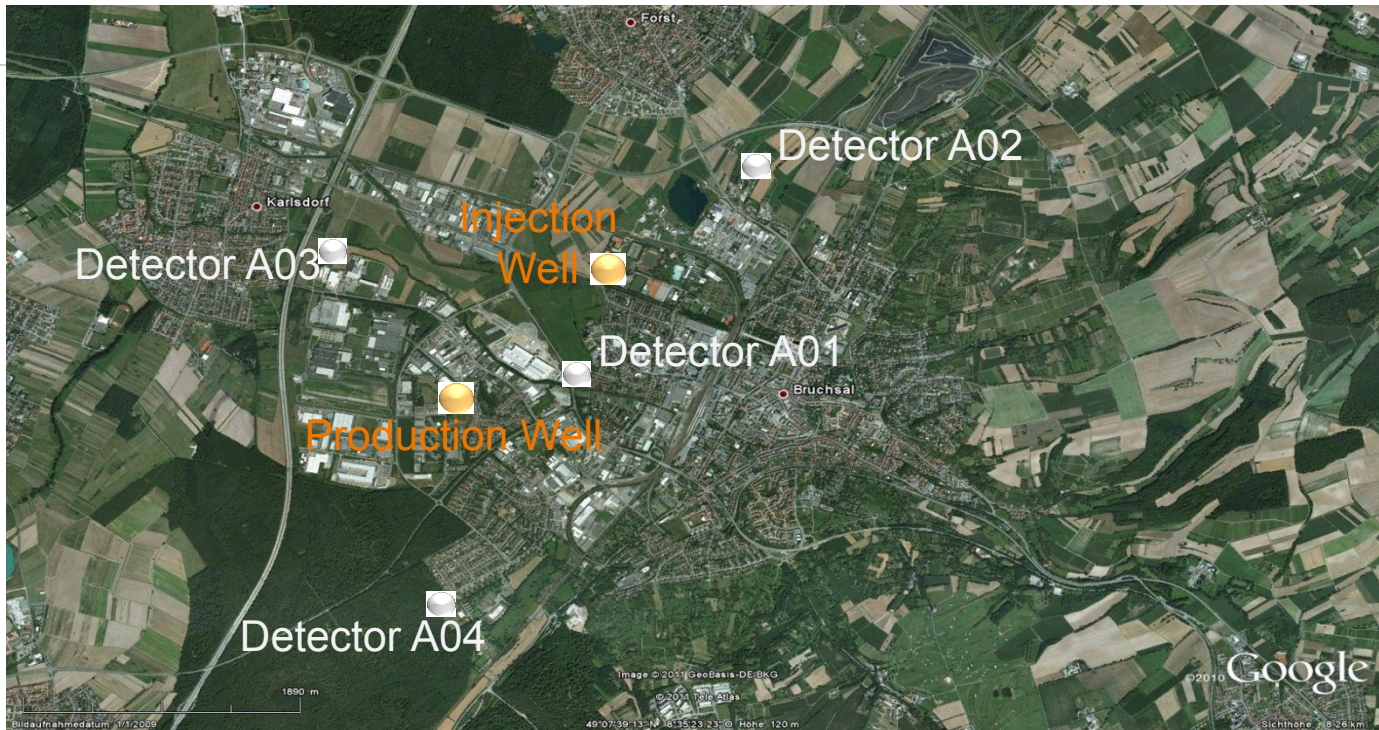 Forst
Detector A02
Karlsdorf
Injection
Well
Detector A03
Detector A01
Bruchsal
Production Well
Detector A04
Image © 2011 GeoBasis-DE/BKG
© 2011 Tele Atlas
©2010 Google
1890 m
Bildaufnahmedatum: 1/1/2009
49°07'39.13" N 8°35'23.23" O Höhe 120 m
Sichthöhe 8.26 km